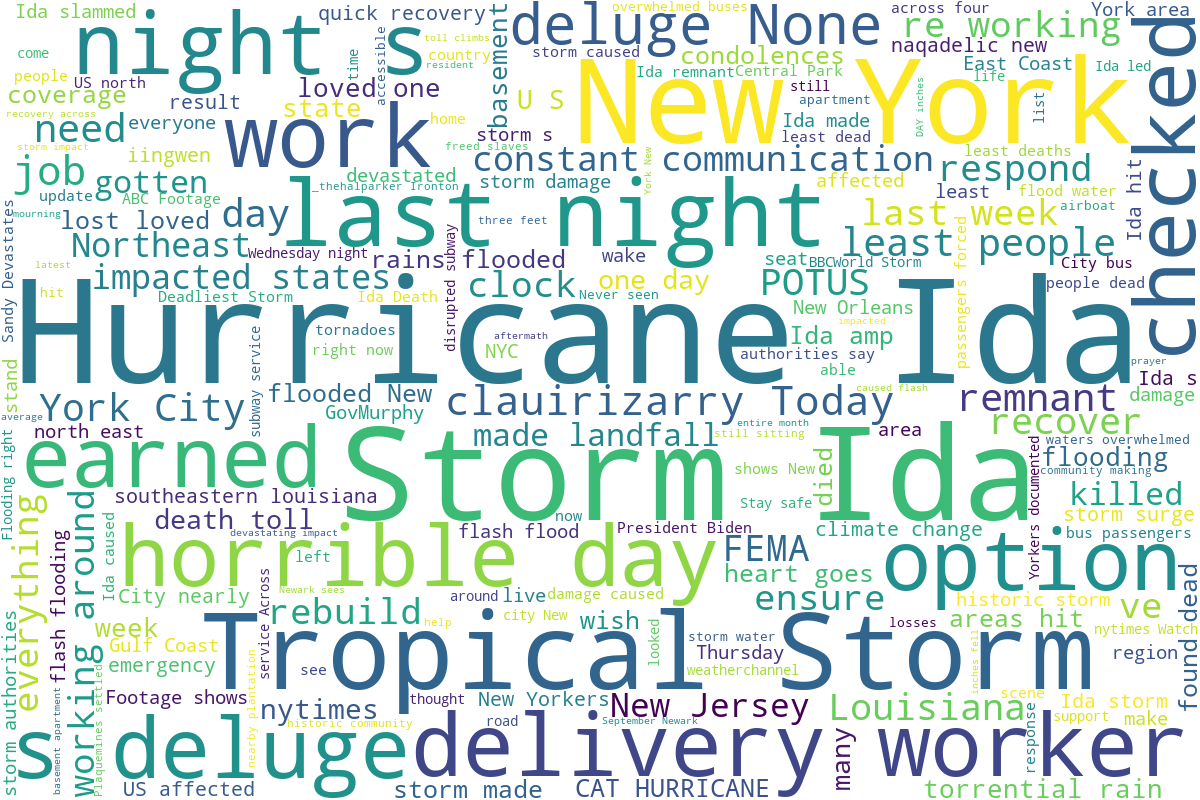 Ida slammed
quick recovery
overwhelmed buses
across four
York area
night s
deluge None
re working
toll climbs
come
country
resident
storm caused
condolences
naqadelic new
East Coast
Ida led
people
US north
time
accessible
basement
Ida remnant
Central Park
life
coverage
result
loved one
state
U S
New York
checked
recovery across
need
everyone
work
home
still
apartment
Ida made
least dead
DAY inches
list
storm impact
iingwen
storm s
freed slaves
constant communication
respond
least deaths
job
gotten
devastated
_thehalparker Ironton
storm damage
York New
affected
least
flood water
update
ABC Footage
last night
airboat
mourning
lost loved
day
three feet
last week
Ida hit
Sandy Devastates
Northeast
Wednesday night
rains flooded
disrupted subway
wake
least people
seat
BBCWorld Storm
passengers forced
City bus
latest
impacted states
clock
one day
POTUS
people dead
hit
Deadliest Storm
Ida Death
Never seen
New Orleans
Hurricane Ida
tornadoes
aftermath
impacted
right now
NYC
Ida amp
authorities say
able
prayer
stand
subway service
flooded New
caused flash
Ida s
average
York City
GovMurphy
clauirizarry Today
remnant
damage
north east
entire month
recover
Flooding right
earned
made landfall
still sitting
area
waters overwhelmed
Storm Ida
died
flooding
shows New
community making
southeastern louisiana
Stay safe
killed
everything
working around
death toll
now
storm surge
devastating impact
flash flood
President Biden
climate change
Yorkers documented
bus passengers
flash flooding
Ida caused
left
horrible day
FEMA
option
heart goes
City nearly
Newark sees
around
live
damage caused
ensure
historic storm
ve
service Across
rebuild
help
city New
wish
losses
areas hit
week
nytimes Watch
found dead
storm authorities
Gulf Coast
Tropical Storm
looked
storm water
Thursday
inches fell
region
emergency
see
weatherchannel
Footage shows
thought
New Yorkers
scene
Ida storm
basement apartment
Plaquemines settled
nearby plantation
nytimes
New Jersey
Louisiana
support
make
historic community
road
September Newark
s deluge
delivery worker
many
response
US affected
storm made
CAT HURRICANE
torrential rain